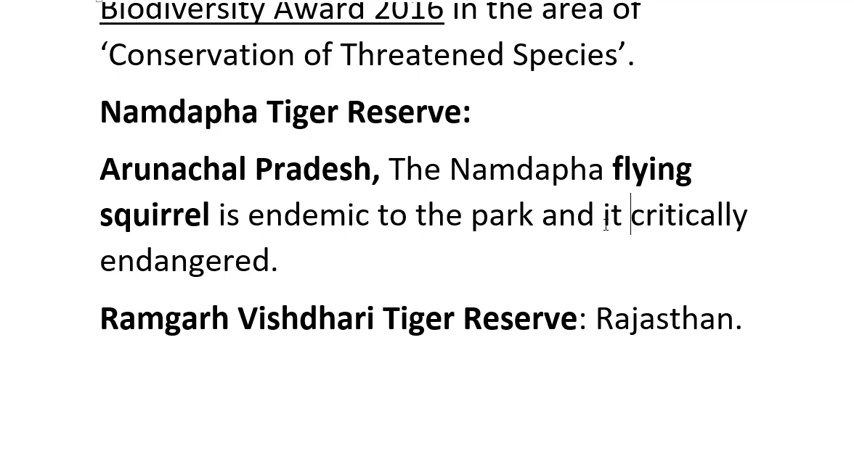 Biodiversity Award 2016 in the area of
‘Conservation of Threatened Species’.
Namdapha Tiger Reserve:
Arunachal Pradesh, The Namdapha flying
squirrel is endemic to the park and it critically
endangered.
Ramgarh Vishdhari Tiger Reserve: Rajasthan.